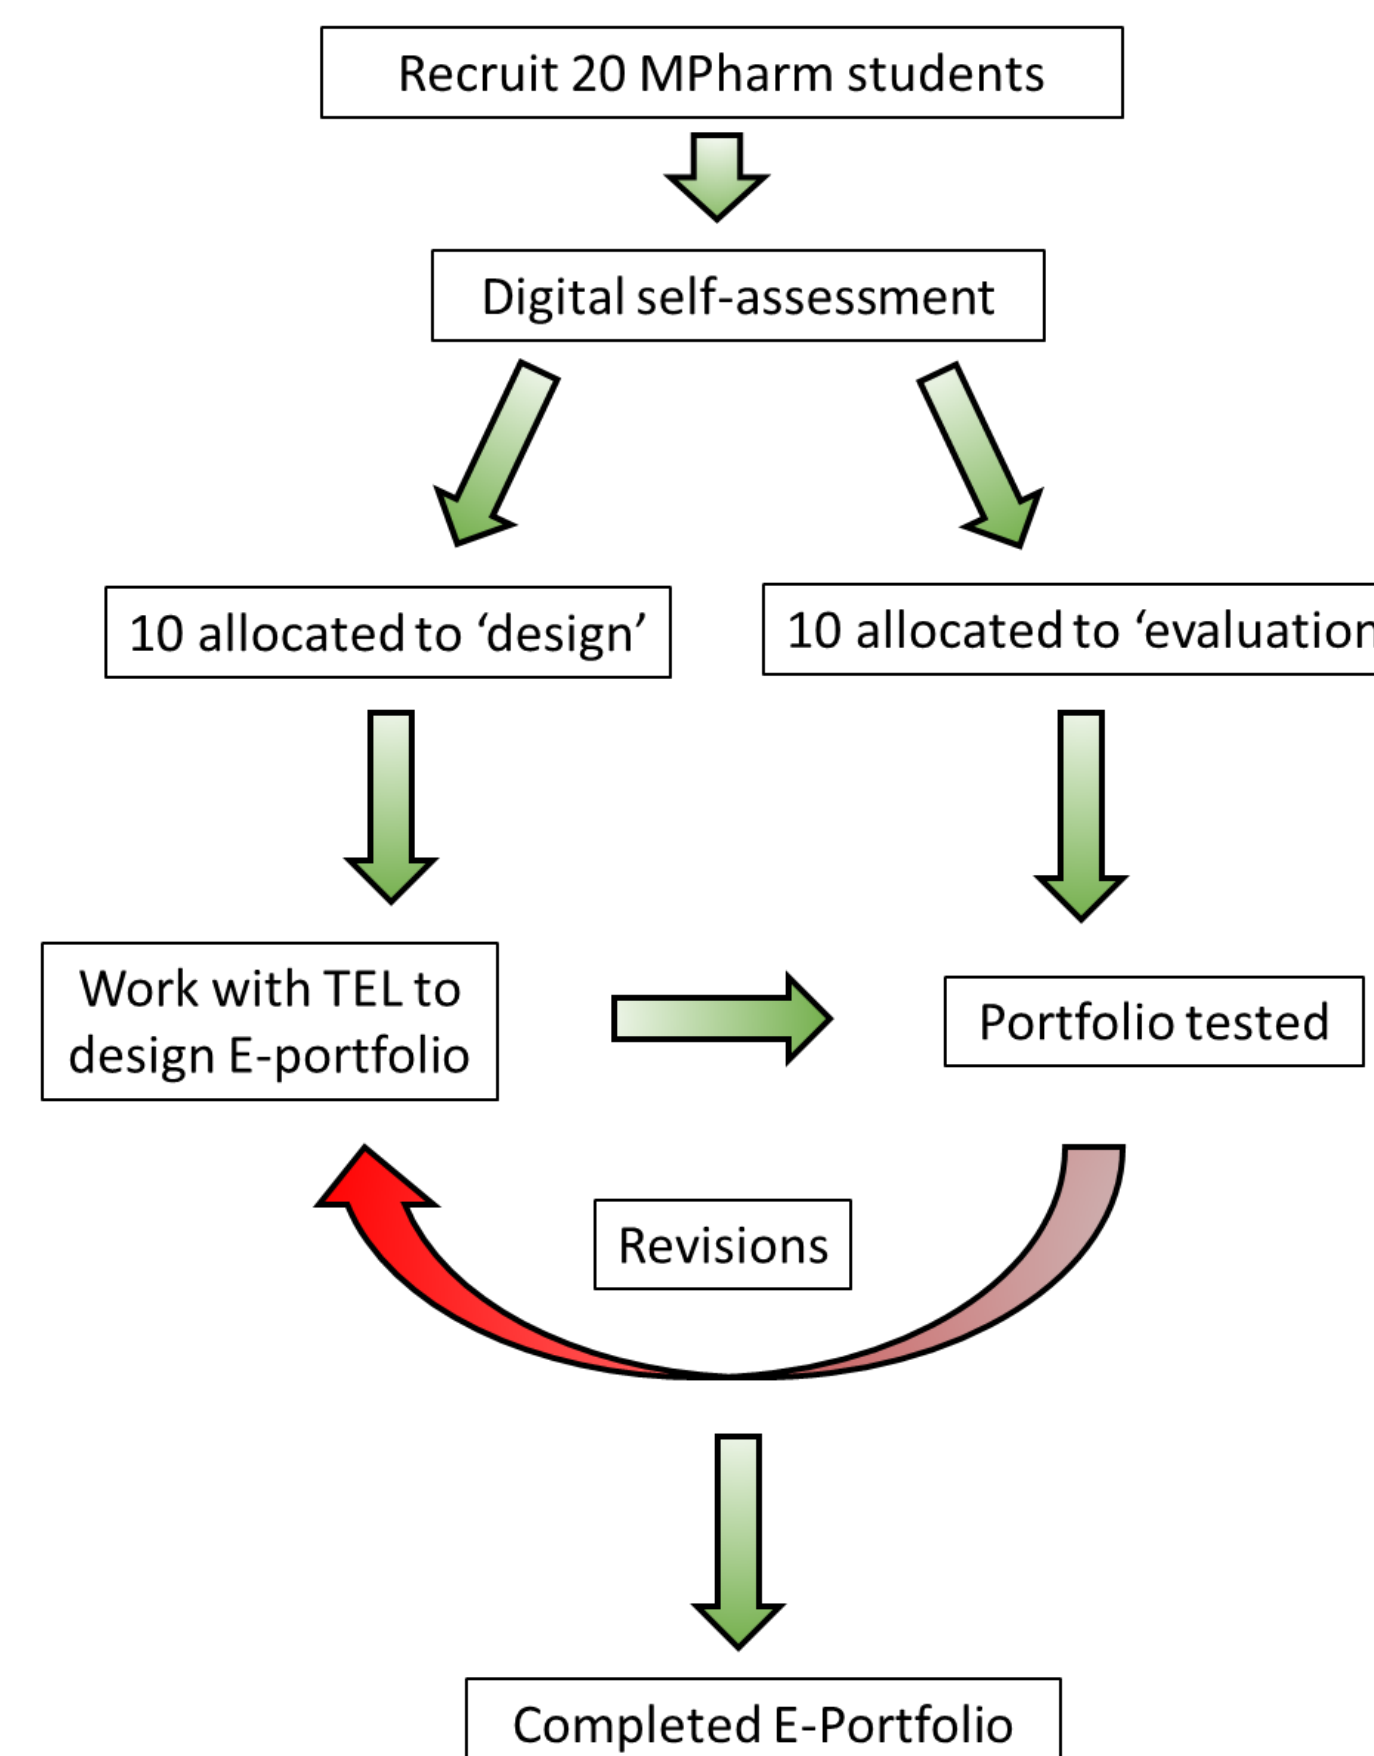 Recruit 20 MPharm students
Digital self-assessment
10 allocated to ‘design’
10 allocated to ‘evaluation
Work with TEL to
design E-portfolio
Portfolio tested
Revisions
Completed E-Portfolio